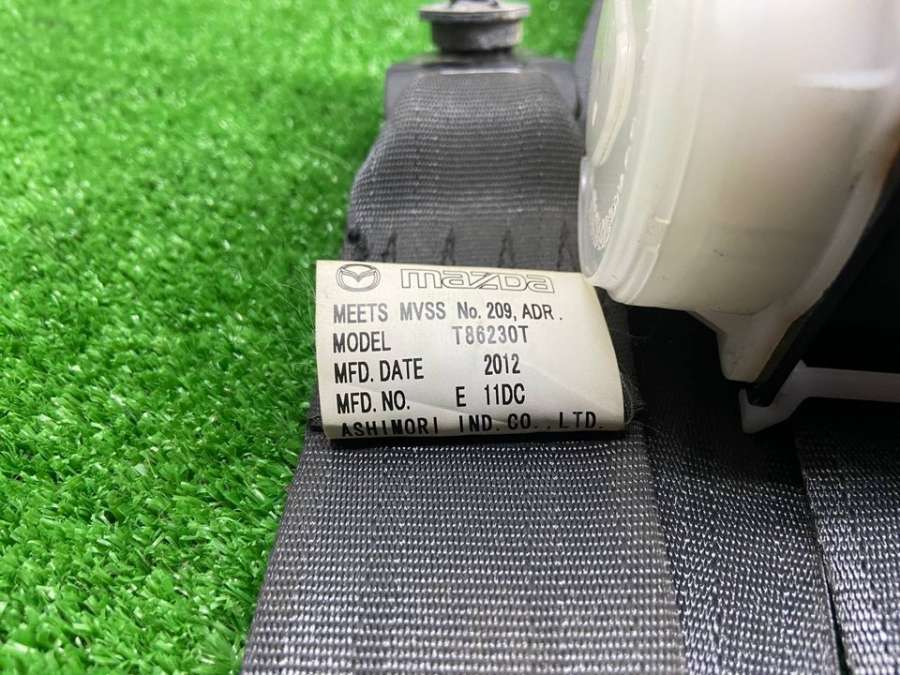 mazda
MEETS MVSS No. 209, ADR.
MODEL T86230T
MFD. DATE 2012
MFD. NO. E 11DC
ASHIMORI IND. CO., LTD.